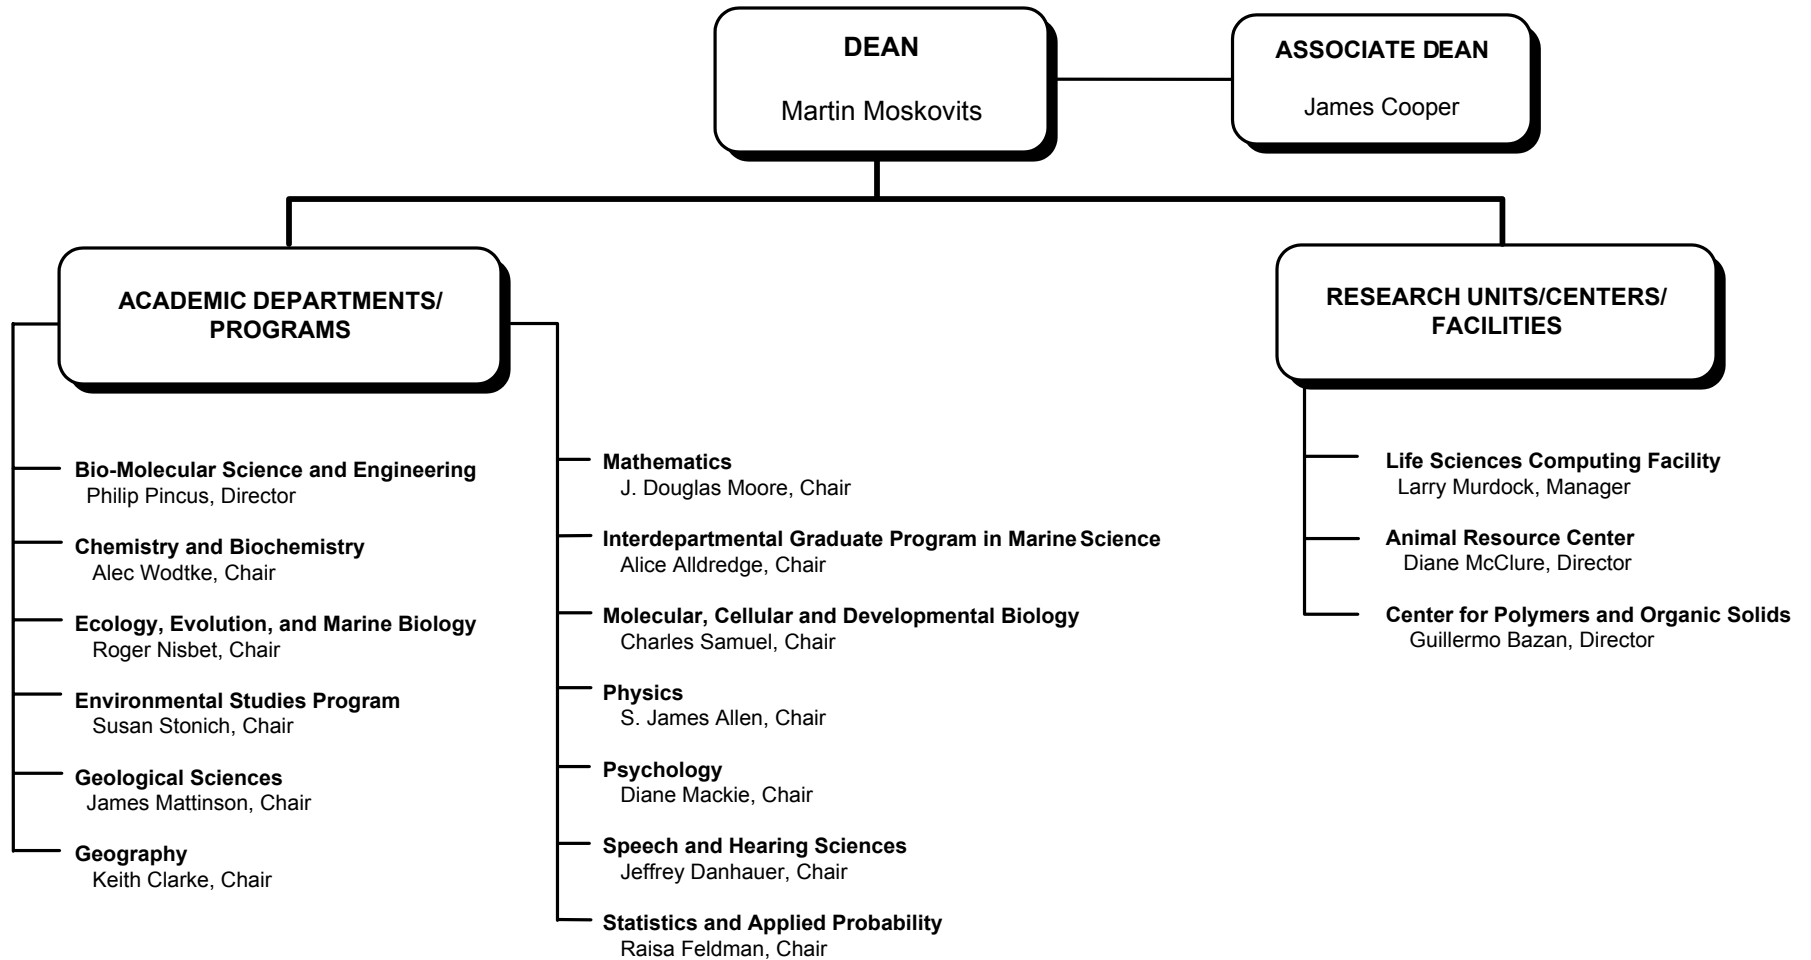 DEAN
Martin Moskovits
ASSOCIATE DEAN
James Cooper
ACADEMIC DEPARTMENTS/
PROGRAMS
Bio-Molecular Science and Engineering
Philip Pincus, Director
Chemistry and Biochemistry
Alec Wodtke, Chair
Ecology, Evolution, and Marine Biology
Roger Nisbet, Chair
Environmental Studies Program
Susan Stonich, Chair
Geological Sciences
James Mattinson, Chair
Geography
Keith Clarke, Chair
Mathematics
J. Douglas Moore, Chair
Interdepartmental Graduate Program in Marine Science
Alice Alldredge, Chair
Molecular, Cellular and Developmental Biology
Charles Samuel, Chair
Physics
S. James Allen, Chair
Psychology
Diane Mackie, Chair
Speech and Hearing Sciences
Jeffrey Danhauer, Chair
Statistics and Applied Probability
Raisa Feldman, Chair
RESEARCH UNITS/CENTERS/
FACILITIES
Life Sciences Computing Facility
Larry Murdock, Manager
Animal Resource Center
Diane McClure, Director
Center for Polymers and Organic Solids
Guillermo Bazan, Director